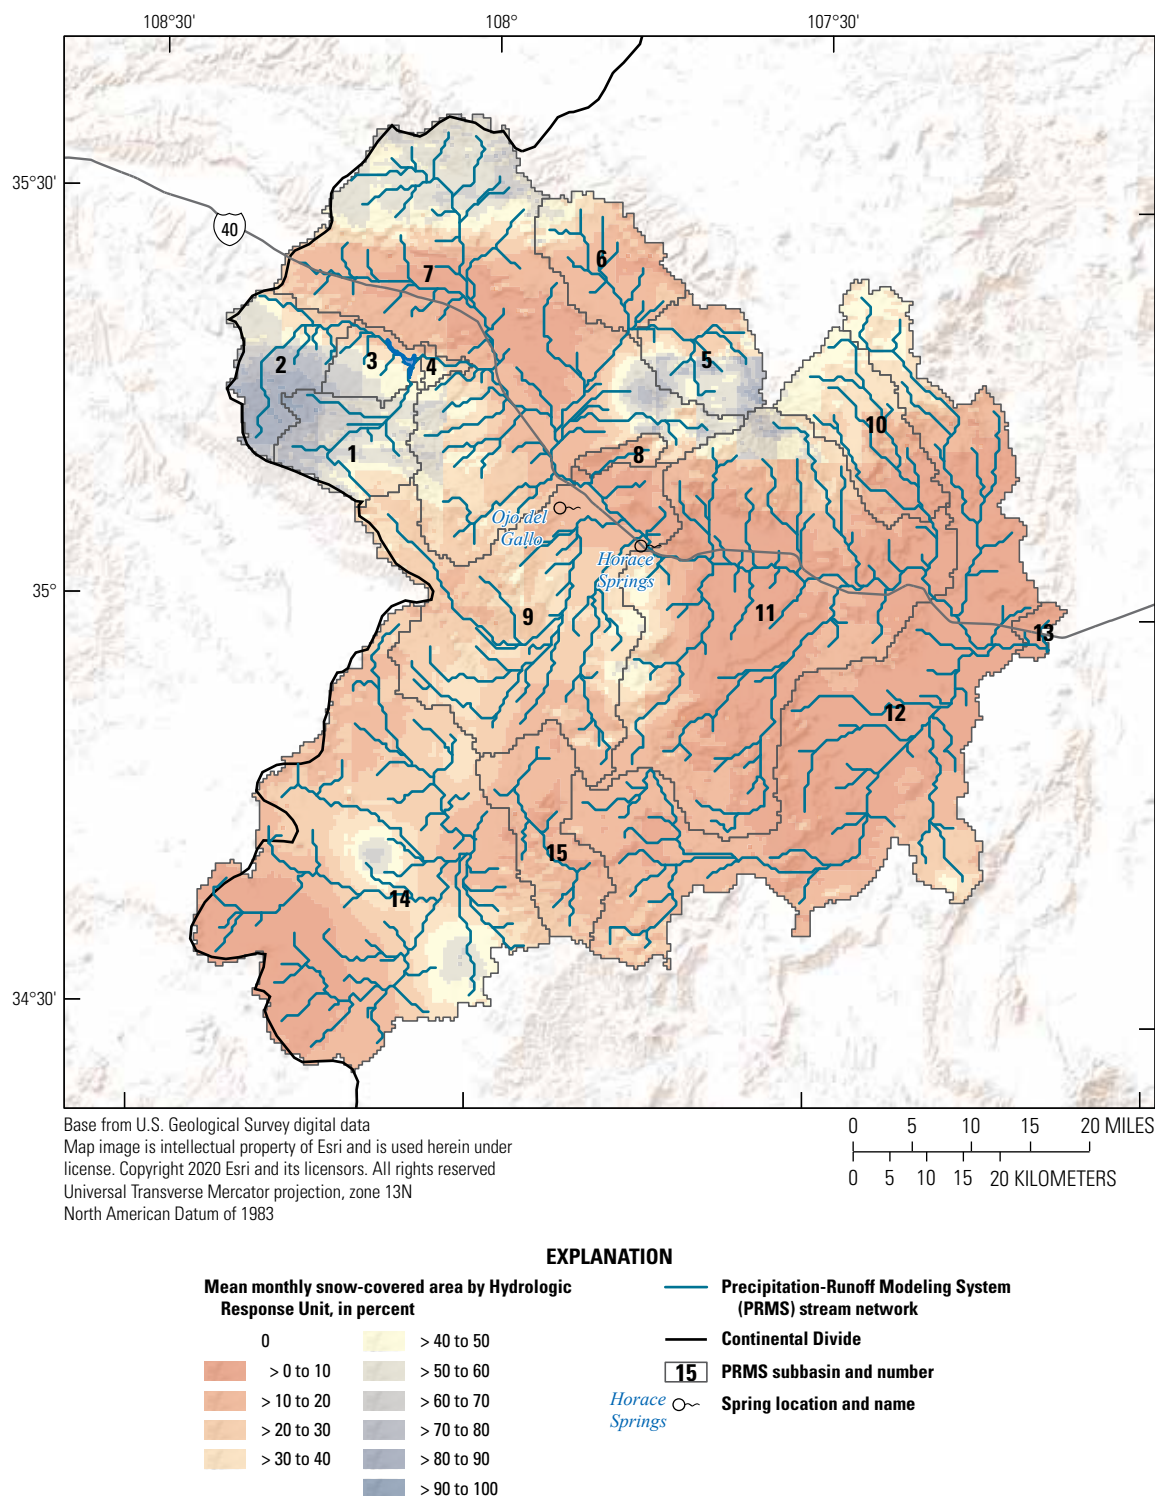 108°30'
108°
107°30'
35°30'
40
7
6
2
3
4
5
10
1
8
Ojo del
Gallo
Horace
Springs
9
11
13
12
15
14
35°
34°30'
Base from U.S. Geological Survey digital data
Map image is intellectual property of Esri and is used herein under
license. Copyright 2020 Esri and its licensors. All rights reserved
Universal Transverse Mercator projection, zone 13N
North American Datum of 1983
0 5 10 15 20 MILES
0 5 10 15 20 KILOMETERS
EXPLANATION
Mean monthly snow-covered area by Hydrologic
Response Unit, in percent
0
> 0 to 10
> 10 to 20
> 20 to 30
> 30 to 40
> 40 to 50
> 50 to 60
> 60 to 70
> 70 to 80
> 80 to 90
> 90 to 100
Precipitation-Runoff Modeling System
(PRMS) stream network
Continental Divide
15 PRMS subbasin and number
Horace
Springs
Spring location and name